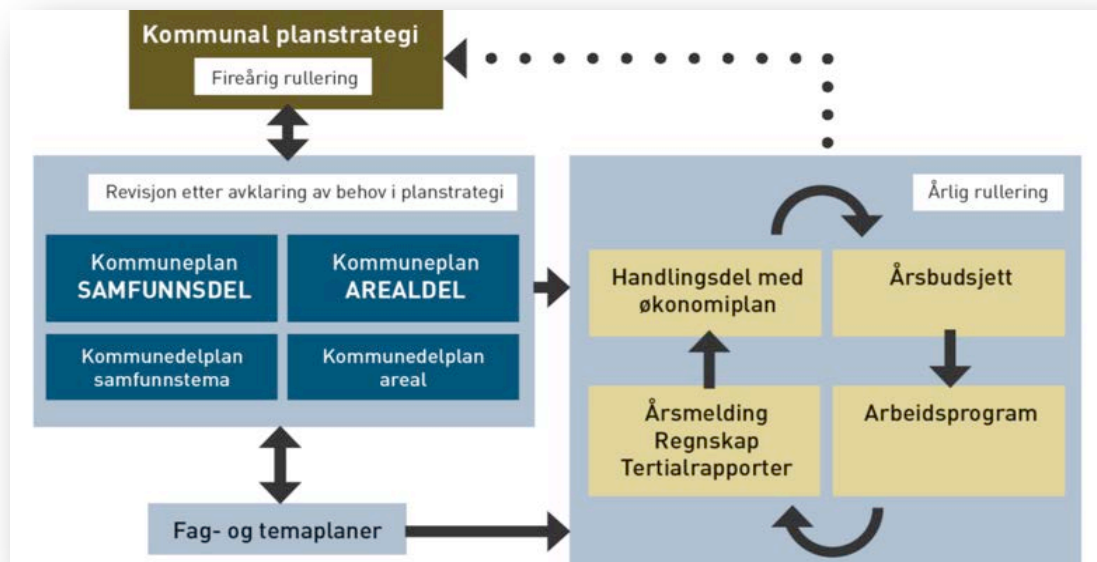 Kommunal planstrategi
Fireårig rullering
Revisjon etter avklaring av behov i planstrategi
Kommuneplan
SAMFUNNSDEL
Kommuneplan
AREALDEL
Kommunedelplan
samfunnstema
Kommunedelplan
areal
Fag- og temaplaner
Årlig rullering
Handlingsdel med
økonomiplan
Årsbudsjett
Årsmelding
Regnskap
Tertialrapporter
Arbeidsprogram